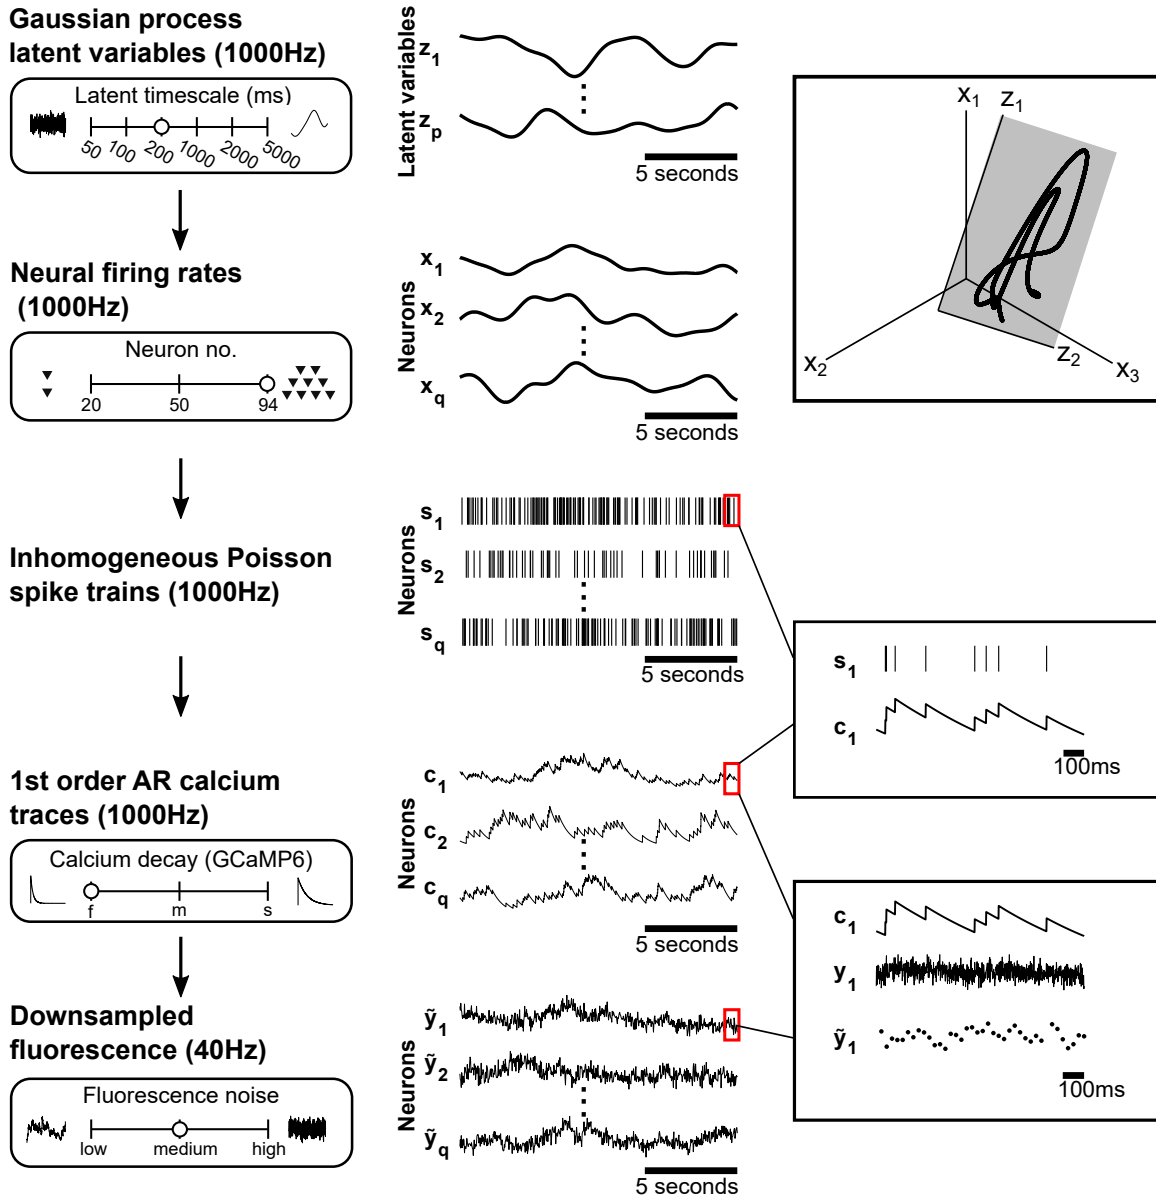 Gaussian process
latent variables (1000Hz)
Latent timescale (ms)
50
100
200
1000
2000
5000
Neural firing rates
(1000Hz)
Neuron no.
20
50
94
Inhomogeneous Poisson
spike trains (1000Hz)
1st order AR calcium
traces (1000Hz)
Calcium decay (GCaMP6)
f
m
s
Downsampled
fluorescence (40Hz)
Fluorescence noise
low
medium
high
Latent variables
z1
zp
5 seconds
Neurons
x1
x2
xq
5 seconds
Neurons
s1
s2
sq
5 seconds
Neurons
c1
c2
cq
5 seconds
Neurons
ỹ1
ỹ2
ỹq
5 seconds
x1
z1
x2
z2
x3
s1
c1
100ms
c1
y1
ỹ1
100ms